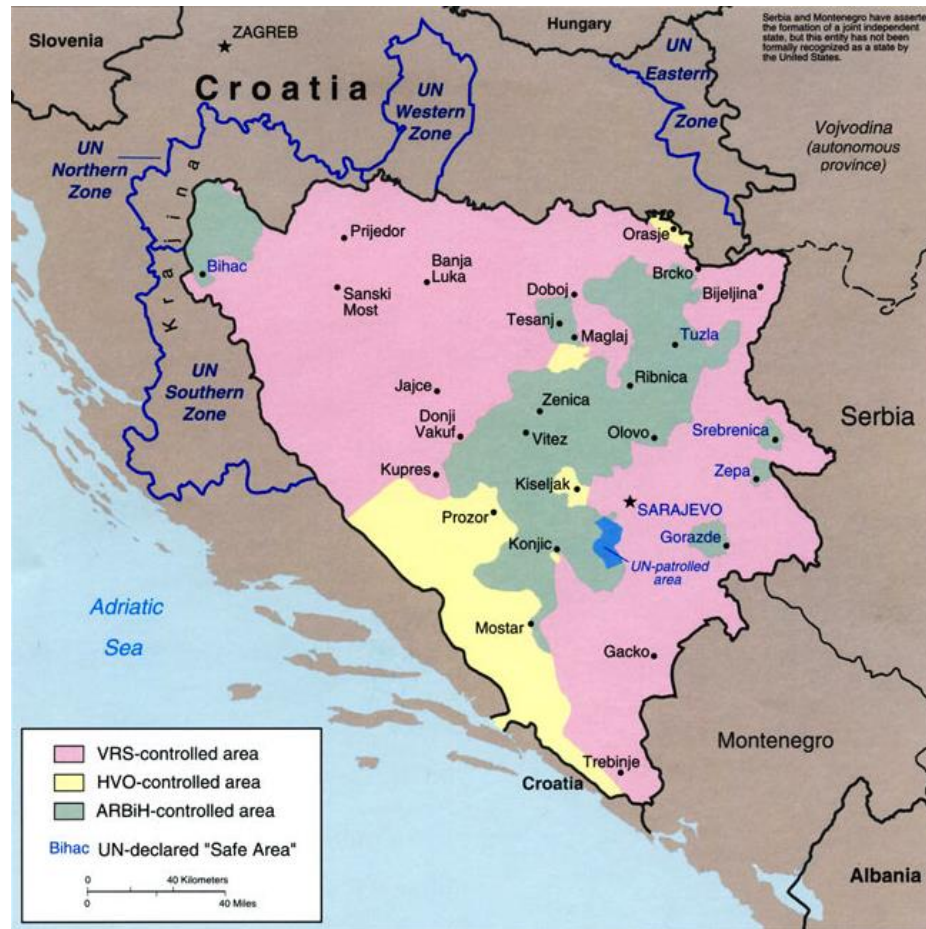 Slovenia
ZAGREB
Hungary
Serbia and Montenegro have asserte
the formation of a joint independent
state, but this entity has not been
formally recognized as a state by
the United States.
Croatia
UN
Western
Zone
UN
Eastern
Zone
Vojvodina
(autonomous
province)
UN
Northern
Zone
Krajina
Prijedor
Orasje
Bihac
Banja
Luka
Brcko
Sanski
Most
Doboj
Bijeljina
Tesanj
Maglaj
Tuzla
UN
Southern
Zone
Jajce
Ribnica
Zenica
Serbia
Donji
Vakuf
Vitez
Olovo
Srebrenica
Kupres
Kiseljak
Zepa
Prozor
SARAJEVO
Konjic
Gorazde
UN-patrolled
area
Adriatic
Sea
Mostar
Gacko
Montenegro
Trebinje
Croatia
Albania
VRS-controlled area
HVO-controlled area
ARBiH-controlled area
Bihac UN-declared "Safe Area"
0 40 Kilometers
0 40 Miles